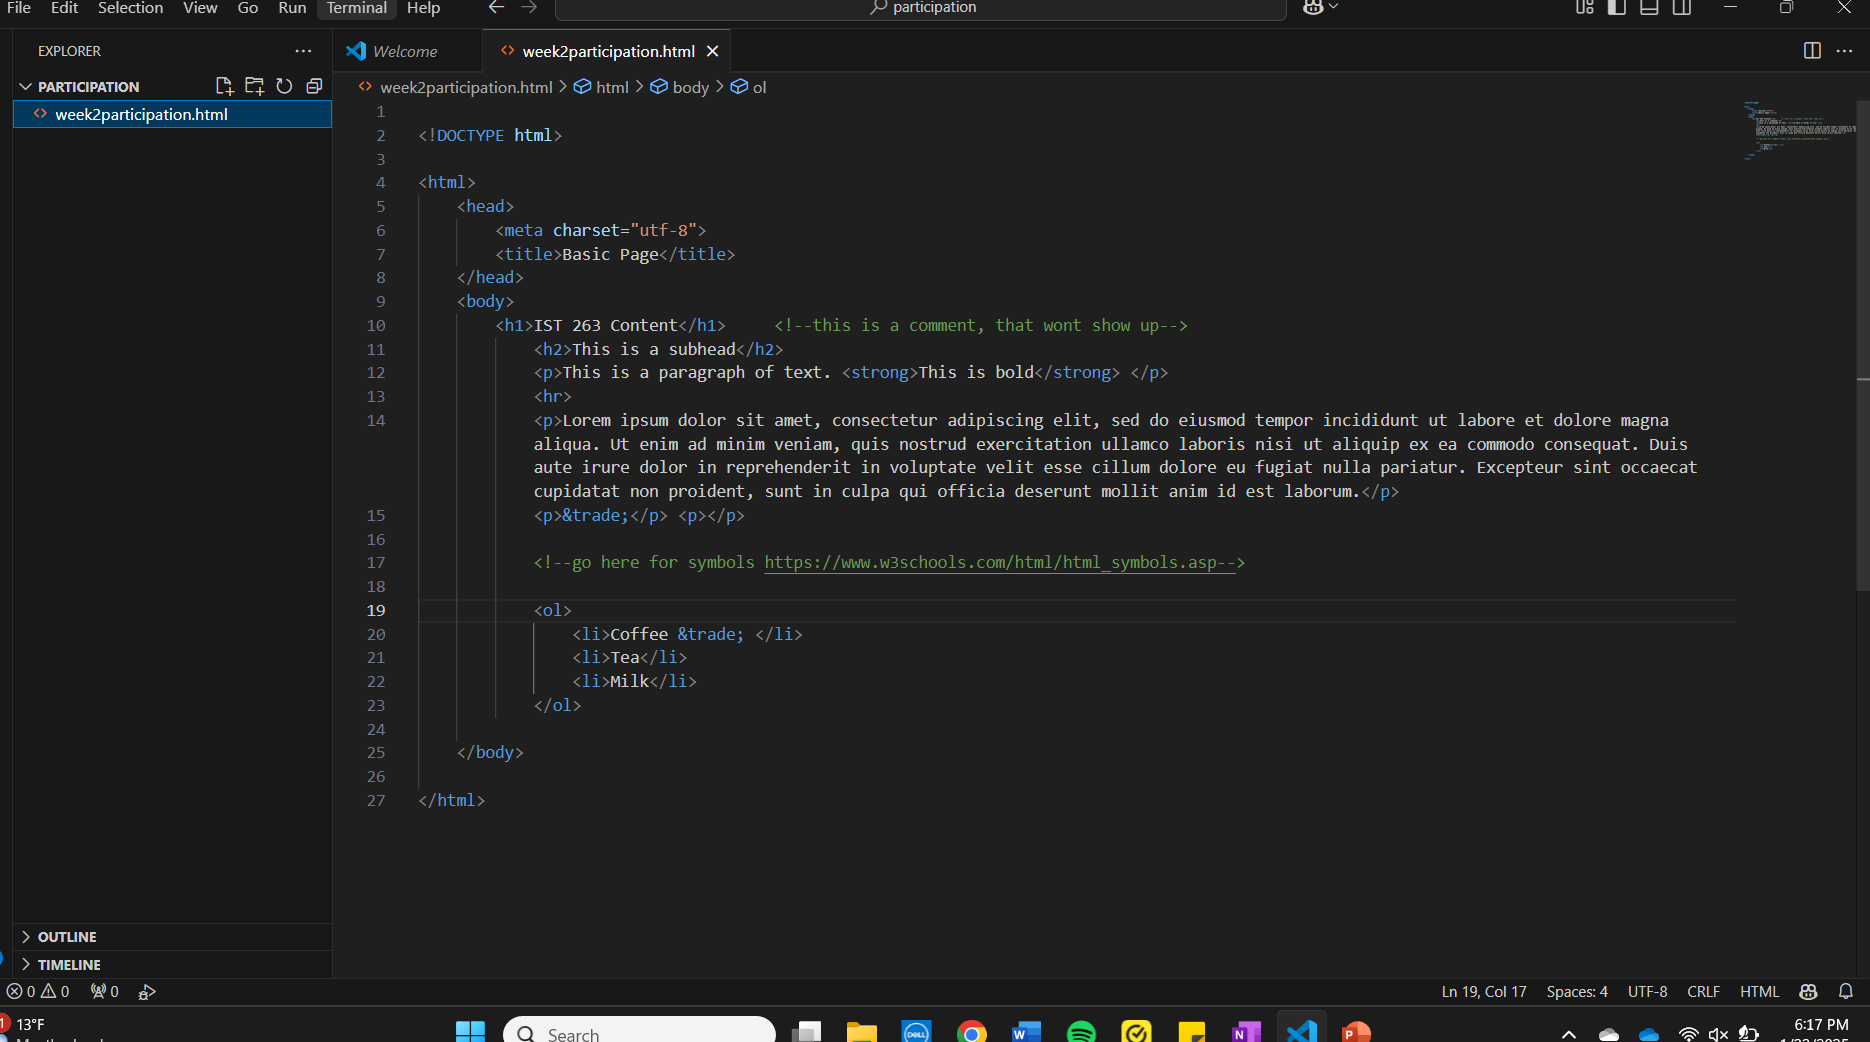 File Edit Selection View Go Run Terminal Help participation
EXPLORER
Welcome
week2participation.html
PARTICIPATION
week2participation.html > html > body > ol
week2participation.html
1
2 <!DOCTYPE html>
3
4 <html>
5 <head>
6 <meta charset="utf-8">
7 <title>Basic Page</title>
8 </head>
9 <body>
10 <h1>IST 263 Content</h1> <!--this is a comment, that wont show up-->
11 <h2>This is a subhead</h2>
12 <p>This is a paragraph of text. <strong>This is bold</strong> </p>
13 <hr>
14 <p>Lorem ipsum dolor sit amet, consectetur adipiscing elit, sed do eiusmod tempor incididunt ut labore et dolore magna
aliqua. Ut enim ad minim veniam, quis nostrud exercitation ullamco laboris nisi ut aliquip ex ea commodo consequat. Duis
aute irure dolor in reprehenderit in voluptate velit esse cillum dolore eu fugiat nulla pariatur. Excepteur sint occaecat
cupidatat non proident, sunt in culpa qui officia deserunt mollit anim id est laborum.</p>
15 <p>&trade;</p> <p></p>
16
17 <!--go here for symbols https://www.w3schools.com/html/html_symbols.asp-->
18
19 <ol>
20 <li>Coffee &trade; </li>
21 <li>Tea</li>
22 <li>Milk</li>
23 </ol>
24
25 </body>
26
27 </html>
OUTLINE
TIMELINE
0 0 0
Ln 19, Col 17 Spaces: 4 UTF-8 CRLF HTML
1
13°F
Search
DELL
W
N
P
6:17 PM